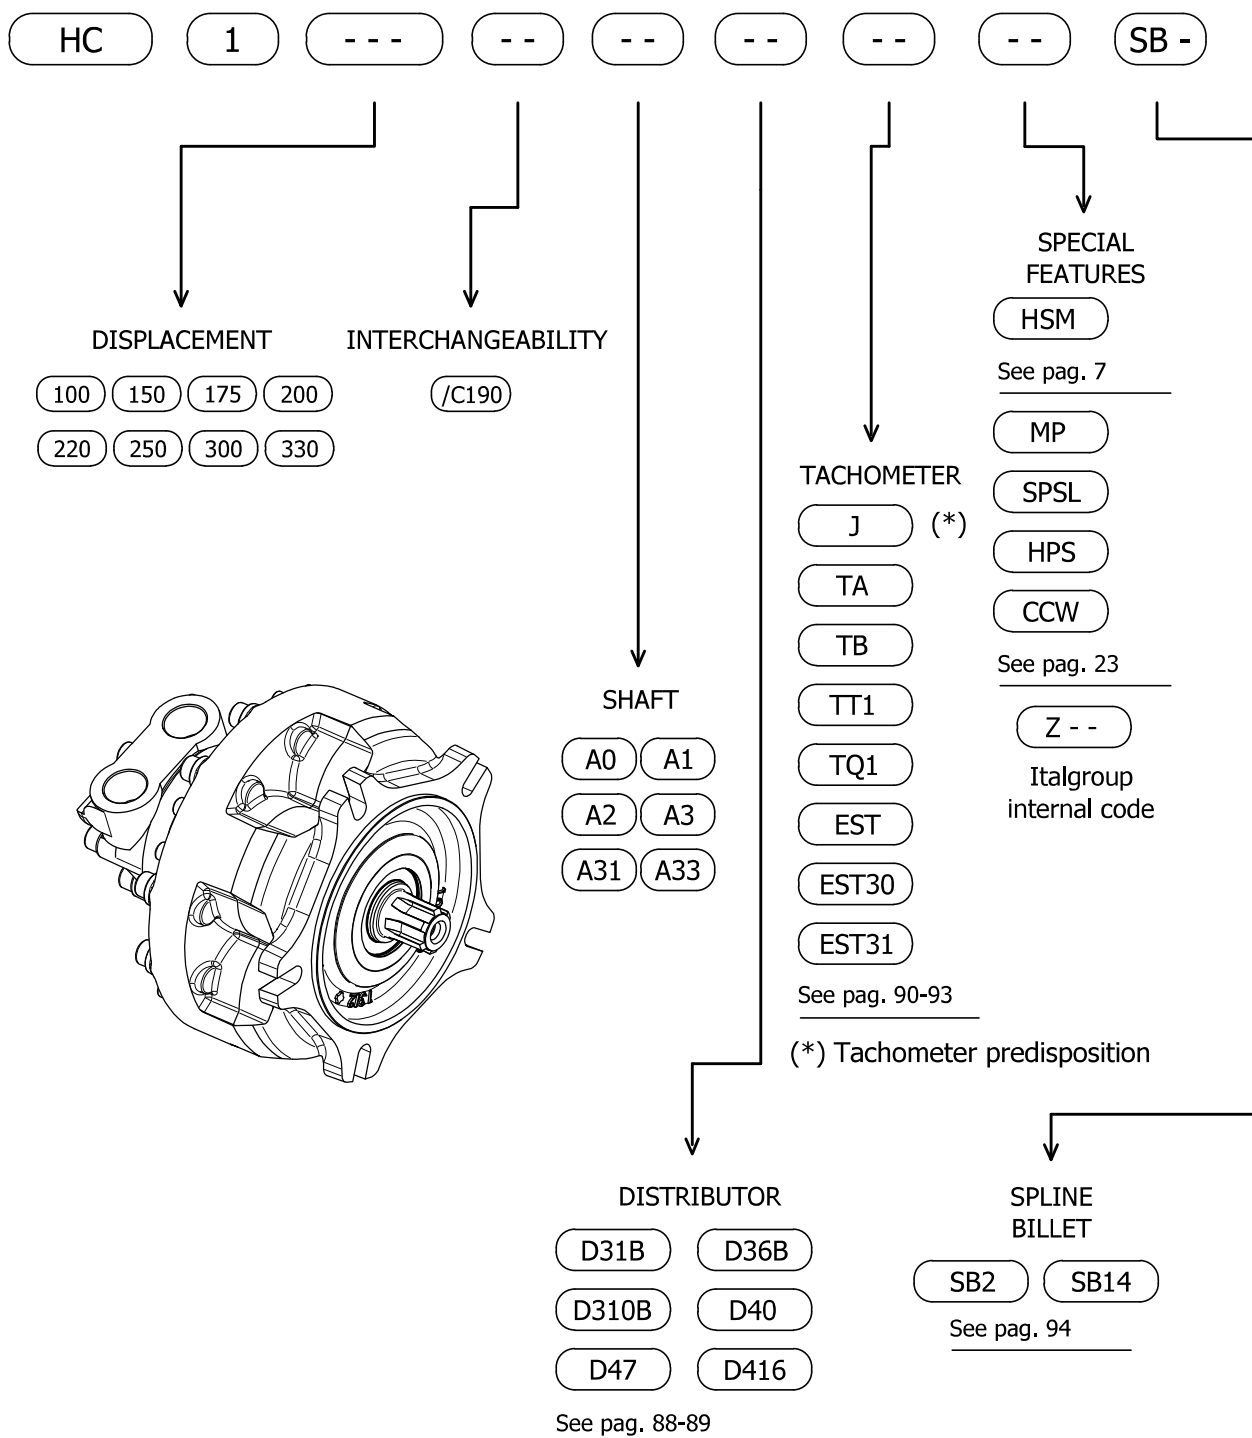 HC 1 - - - - - - - - - - - - - SB -
DISPLACEMENT
100 150 175 200
220 250 300 330
INTERCHANGEABILITY
/C190
SHAFT
A0 A1
A2 A3
A31 A33
DISTRIBUTOR
D31B D36B
D310B D40
D47 D416
See pag. 88-89
TACHOMETER
J (*)
TA
TB
TT1
TQ1
EST
EST30
EST31
See pag. 90-93
(*) Tachometer predisposition
SPECIAL
FEATURES
HSM
See pag. 7
MP
SPSL
HPS
CCW
See pag. 23
Z - -
Italgroup
internal code
SPLINE
BILLET
SB2 SB14
See pag. 94